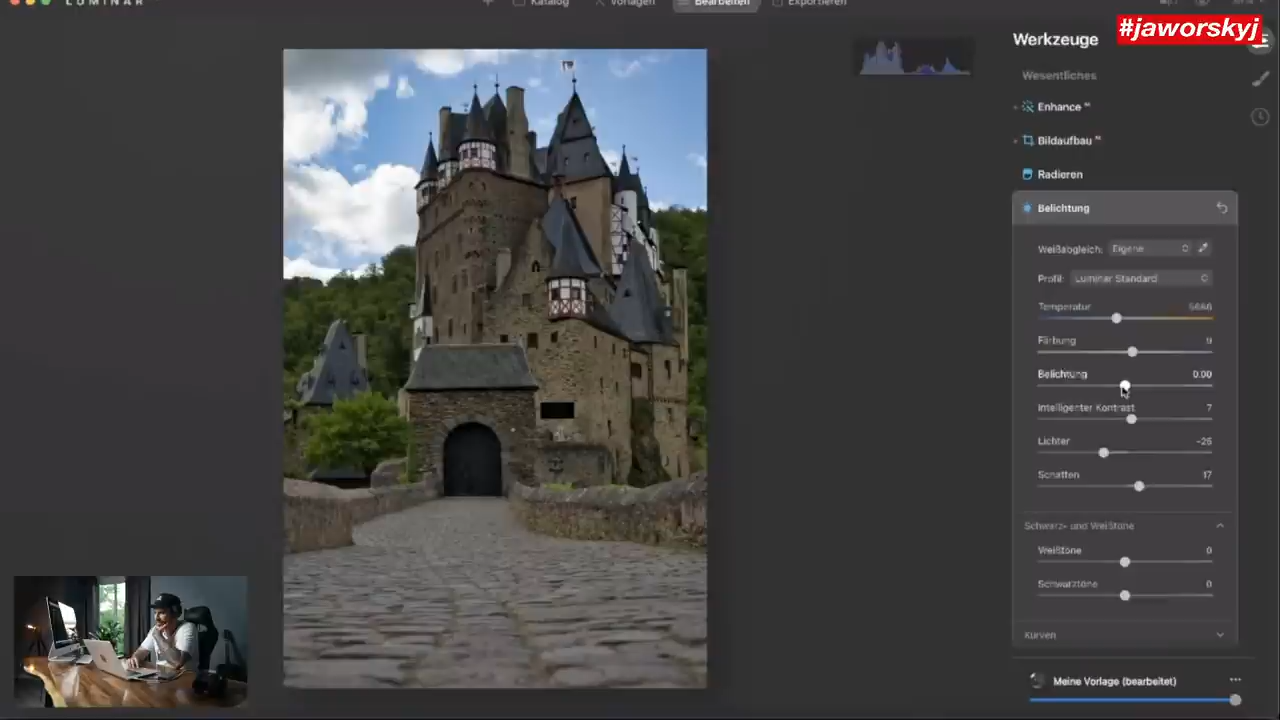 LUMINAR
Katalog
Vorlagen
Bearbeiten
Exportieren
#jaworskyj
Werkzeuge
Wesentliches
Enhance
Bildaufbau
Radieren
Belichtung
Weißabgleich: Eigene
Profil: Luminar Standard
Temperatur
Färbung 9
Belichtung 0.00
Intelligenter Kontrast 7
Lichter
Schatten 17
Schwarz- und Weißtöne
Weißtöne 0
Schwarztöne 0
Kurven
Meine Vorlage (bearbeitet)